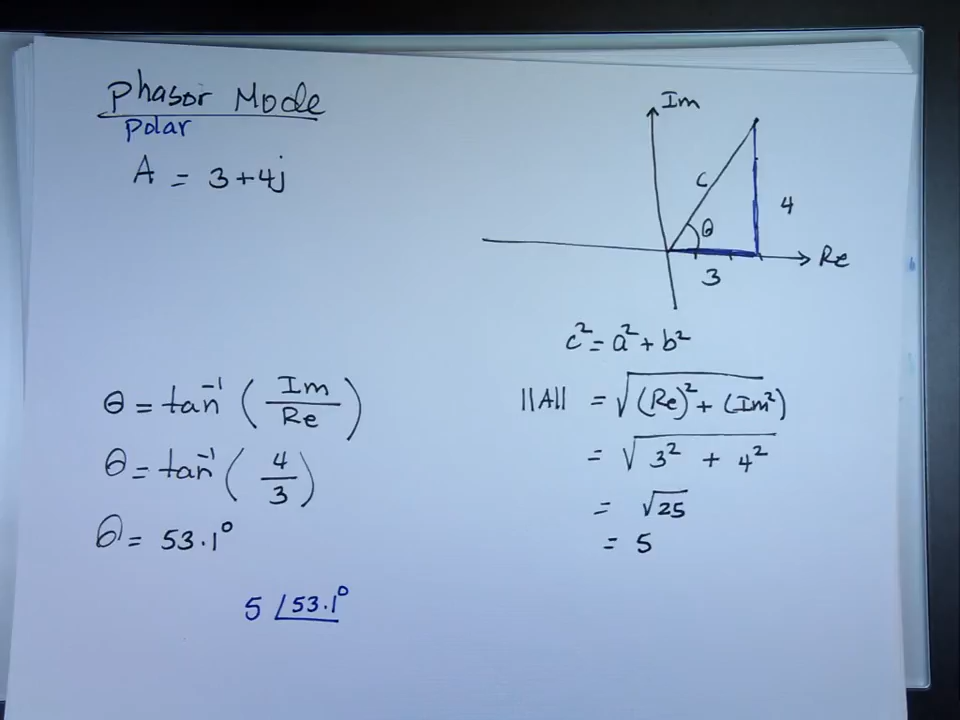 Phasor Mode
polar
A = 3+4j
Im
C
θ
4
Re
3
c² = a² + b²
θ = tan⁻¹ (Im/Re)
||A|| = √(Re)² + (Im²)
θ = tan⁻¹ (4/3)
= √3² + 4²
θ = 53.1°
= √25
= 5
5 ∠53.1°